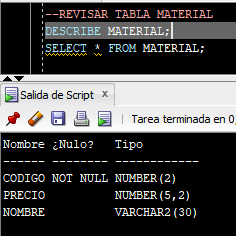 --REVISAR TABLA MATERIAL
DESCRIBE MATERIAL;
SELECT * FROM MATERIAL;
Salida de Script x
Tarea terminada en 0,
Nombre ¿Nulo? Tipo
------ -------- ------------
CODIGO NOT NULL NUMBER(2)
PRECIO NUMBER(5,2)
NOMBRE VARCHAR2(30)